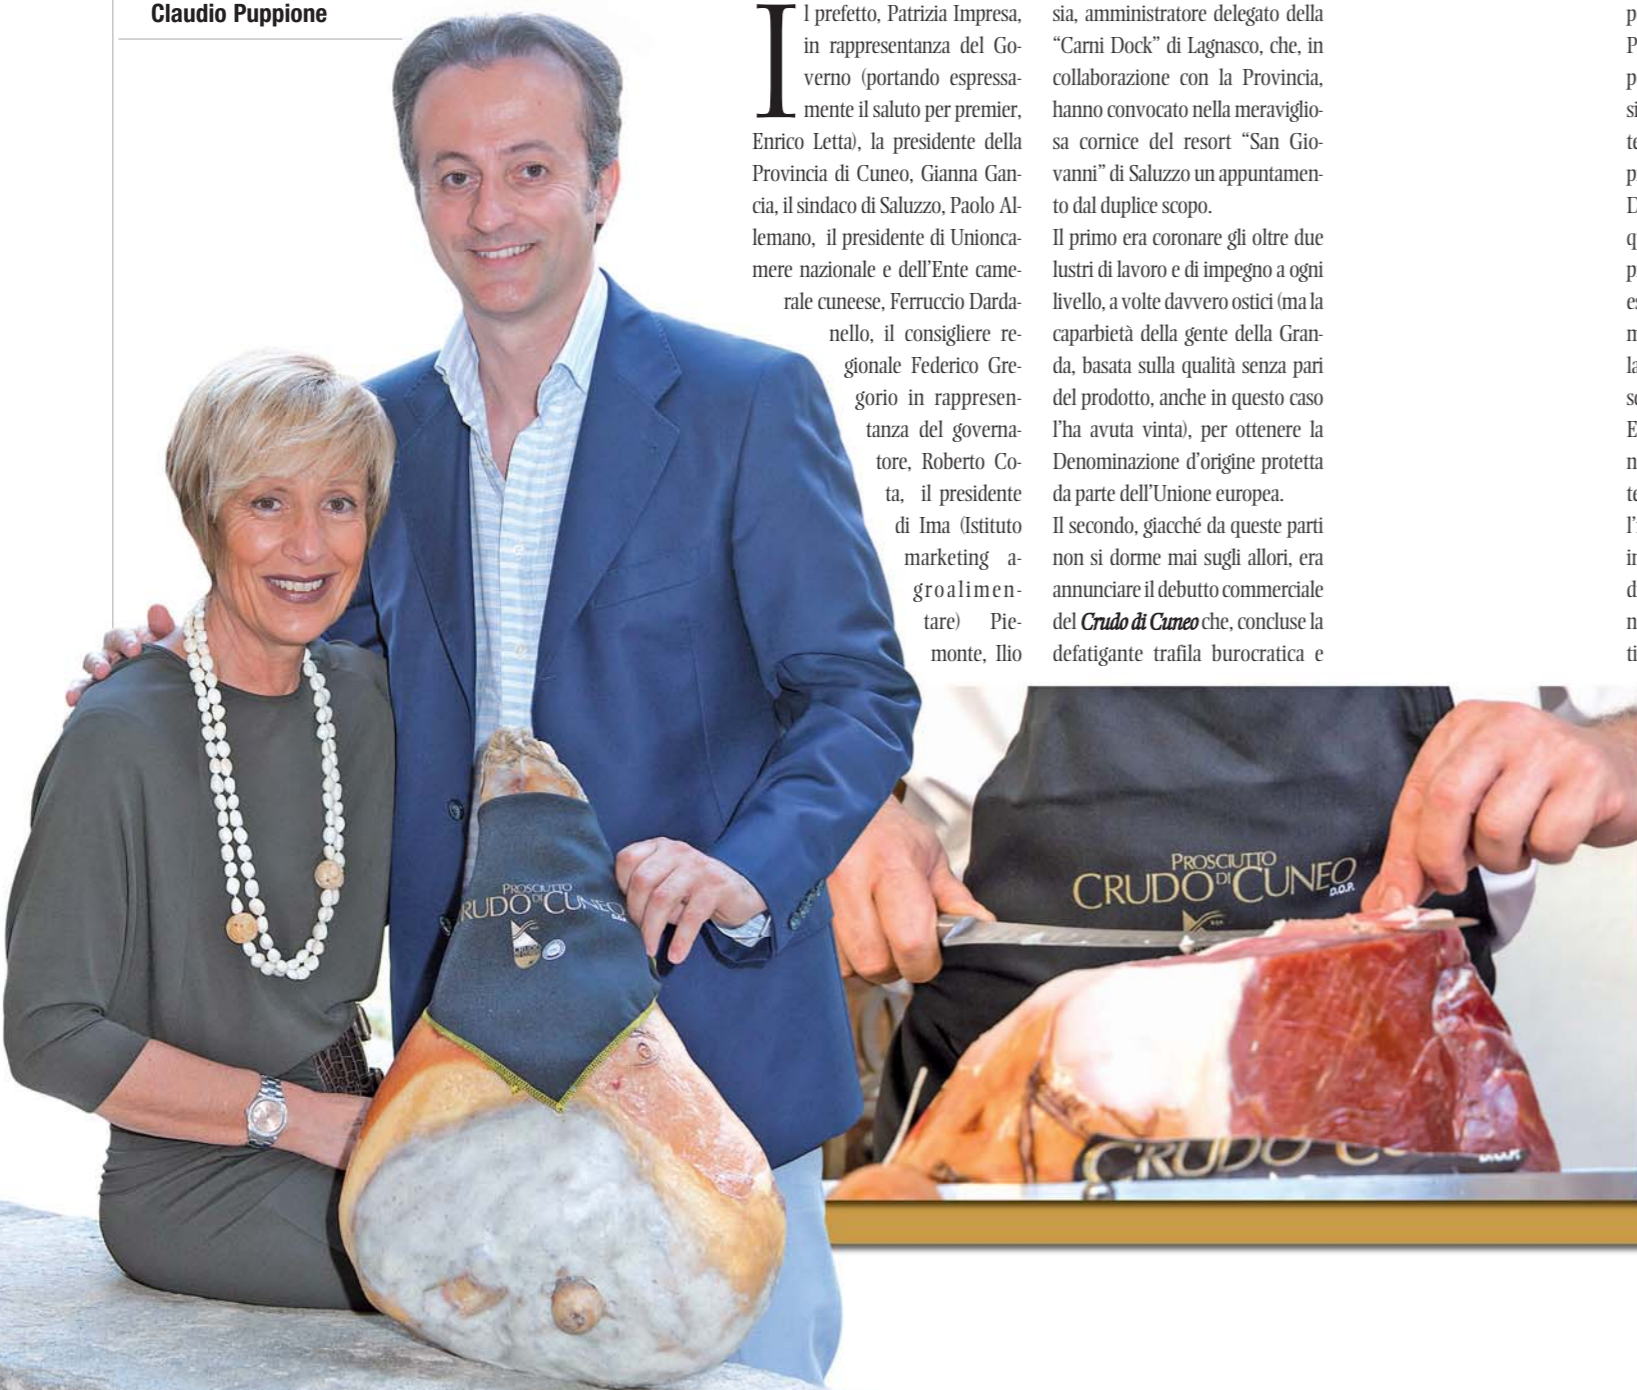 Claudio Puppione
Il prefetto, Patrizia Impresa,
in rappresentanza del Go-
verno (portando espressa-
mente il saluto per premier,
Enrico Letta), la presidente della
Provincia di Cuneo, Gianna Gan-
cia, il sindaco di Saluzzo, Paolo Al-
lemano, il presidente di Unionca-
mere nazionale e dell'Ente came-
rale cuneese, Ferruccio Darda-
nello, il consigliere re-
gionale Federico Gre-
gorio in rappresen-
tanza del governa-
tore, Roberto Co-
ta, il presidente
di Ima (Istituto
marketing a-
groalimen-
tare) Pie-
monte, Ilio
sia, amministratore delegato della
“Carni Dock” di Lagnasco, che, in
collaborazione con la Provincia,
hanno convocato nella meraviglio-
sa cornice del resort “San Gio-
vanni” di Saluzzo un appuntamen-
to dal duplice scopo.
Il primo era coronare gli oltre due
lustri di lavoro e di impegno a ogni
livello, a volte davvero ostici (ma la
caparbietà della gente della Gran-
da, basata sulla qualità senza pari
del prodotto, anche in questo caso
l'ha avuta vinta), per ottenere la
Denominazione d'origine protetta
da parte dell'Unione europea.
Il secondo, giacché da queste parti
non si dorme mai sugli allori, era
annunciare il debutto commerciale
del Crudo di Cuneo che, concluse la
defatigante trafila burocratica e
PROSCIUTTO
RUDO DI CUNEO
D.O.P.
PROSCIUTTO
CRUDO DI CUNEO
D.O.P.
CRUDO
D.O.P.